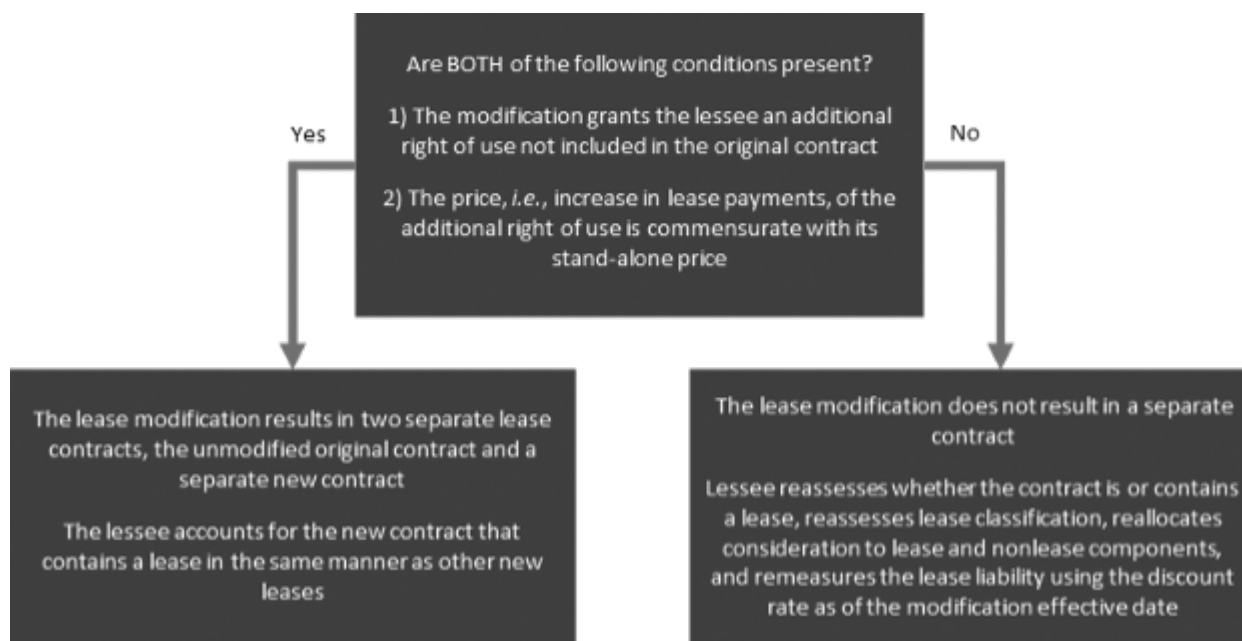 Are BOTH of the following conditions present?
1) The modification grants the lessee an additional
right of use not included in the original contract
2) The price, i.e., increase in lease payments, of the
additional right of use is commensurate with its
stand-alone price
Yes
No
The lease modification results in two separate lease
contracts, the unmodified original contract and a
separate new contract
The lessee accounts for the new contract that
contains a lease in the same manner as other new
leases
The lease modification does not result in a separate
contract
Lessee reassesses whether the contract is or contains
a lease, reassesses lease classification, reallocates
consideration to lease and nonlease components,
and remeasures the lease liability using the discount
rate as of the modification effective date